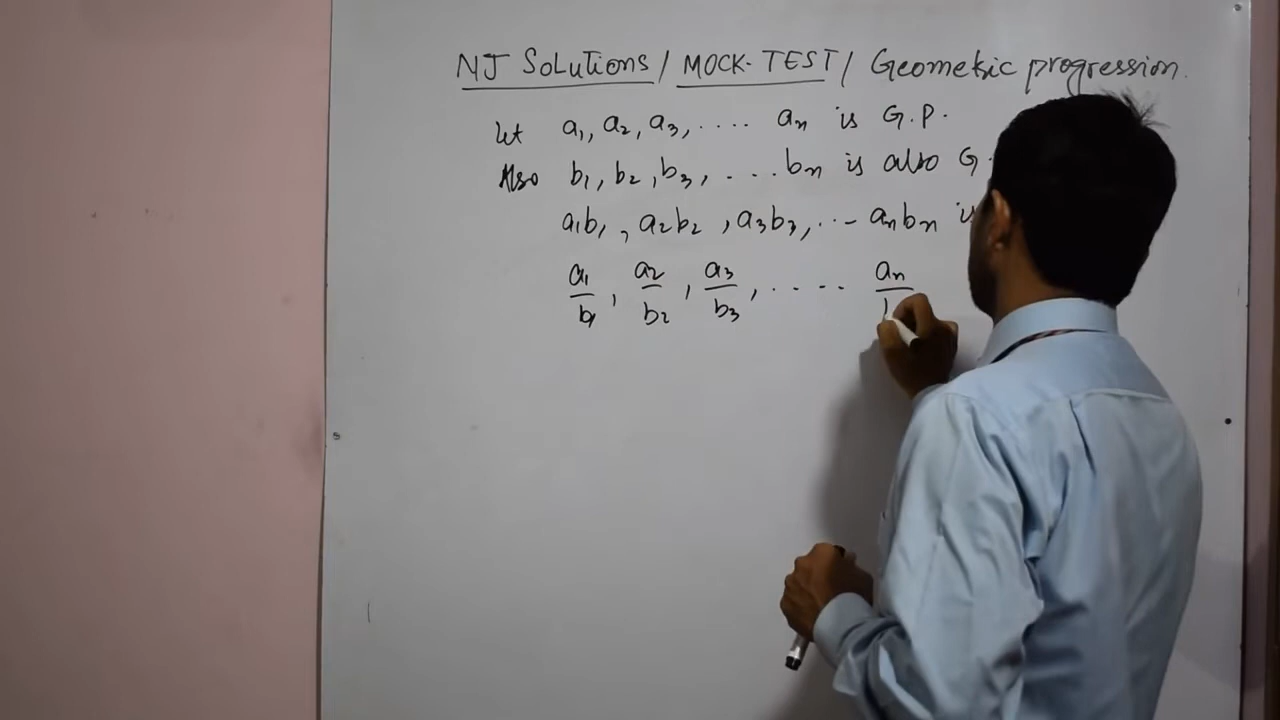 NJ Solutions / MOCK-TEST / Geometric progression.
Let a₁, a₂, a₃, .... aₙ is G.P.
Also b₁, b₂, b₃, .... bₙ is also G.
a₁b₁, a₂b₂, a₃b₃, ... aₙbₙ is
a₁/b₁, a₂/b₂, a₃/b₃, ..... aₙ/